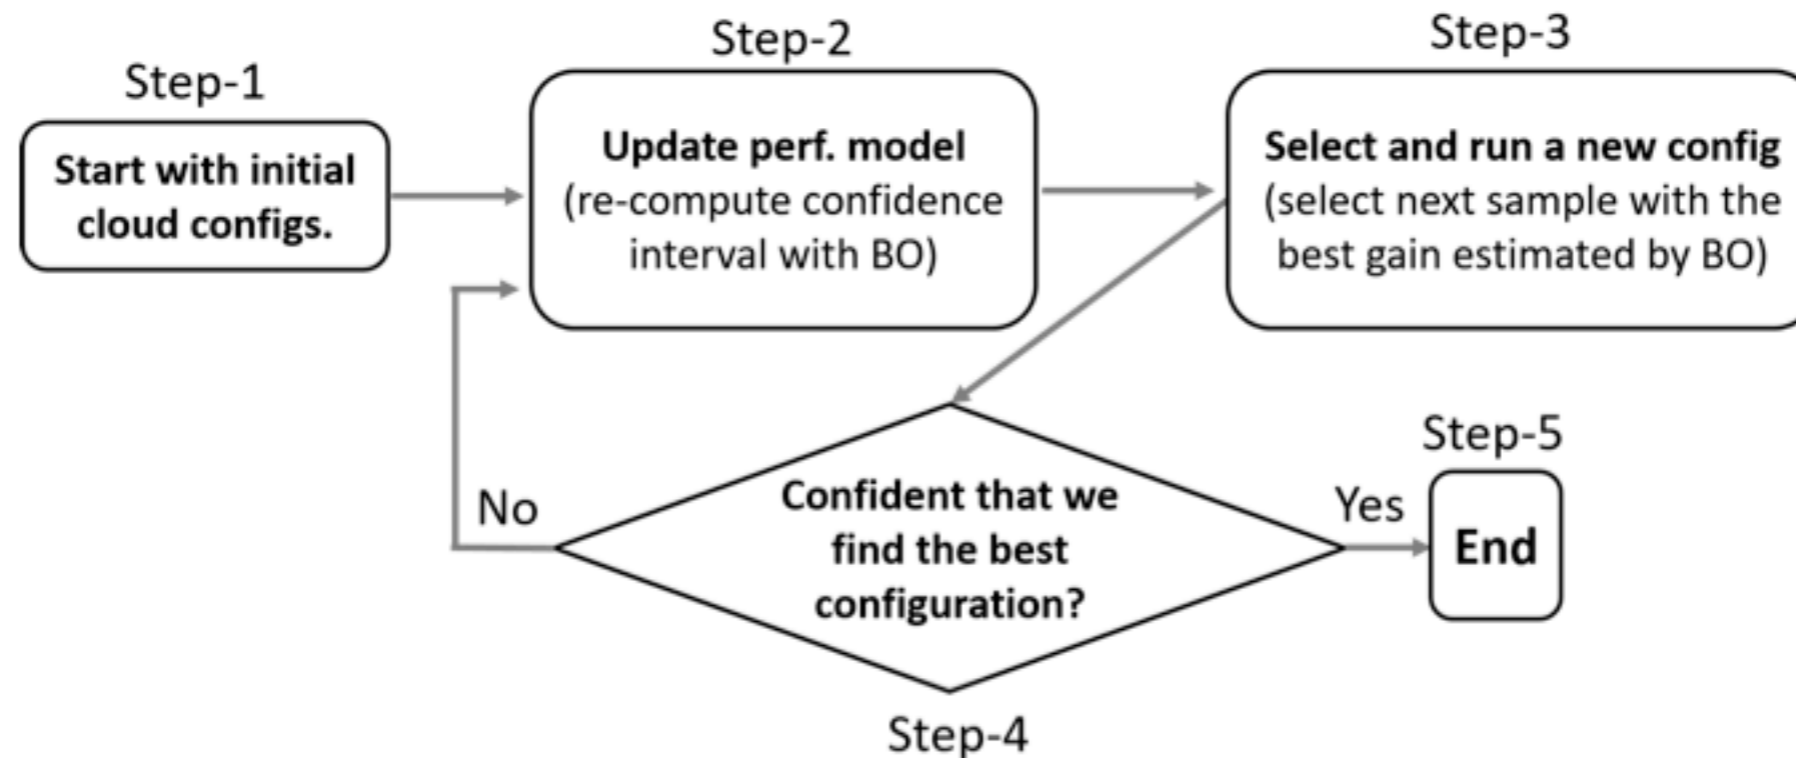 Step-1
Start with initial
cloud configs.
Step-2
Update perf. model
(re-compute confidence
interval with BO)
Step-3
Select and run a new config
(select next sample with the
best gain estimated by BO)
Confident that we
find the best
configuration?
Step-4
No
Yes
Step-5
End